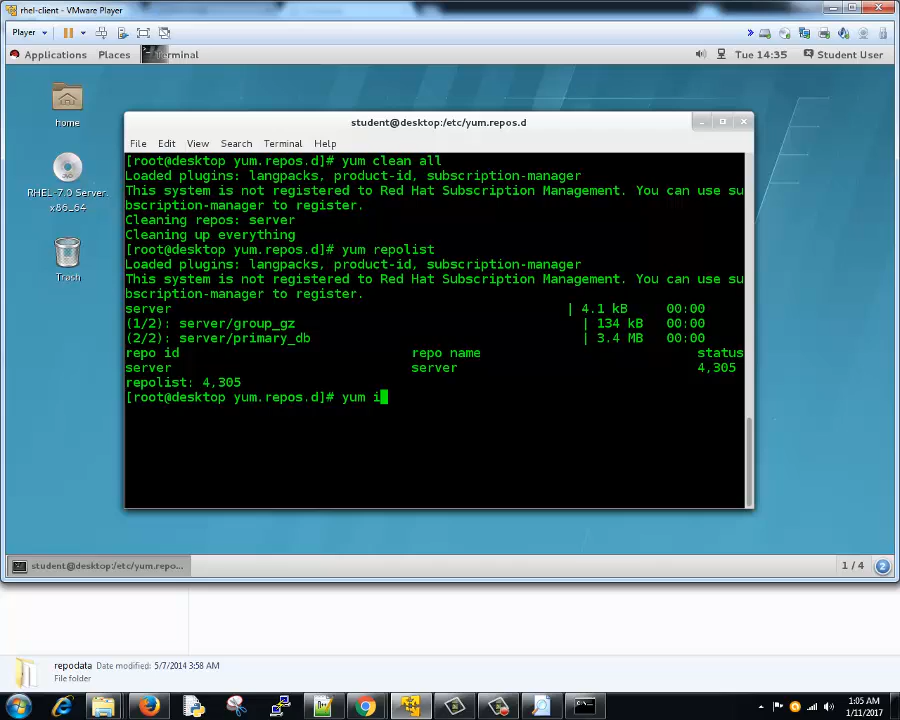 rhel-client - VMware Player
Player
»
Applications Places Terminal Tue 14:35 Student User
home
RHEL-7.0 Server.
x86_64
Trash
student@desktop:/etc/yum.repos.d
File Edit View Search Terminal Help
[root@desktop yum.repos.d]# yum clean all
Loaded plugins: langpacks, product-id, subscription-manager
This system is not registered to Red Hat Subscription Management. You can use su
bscription-manager to register.
Cleaning repos: server
Cleaning up everything
[root@desktop yum.repos.d]# yum repolist
Loaded plugins: langpacks, product-id, subscription-manager
This system is not registered to Red Hat Subscription Management. You can use su
bscription-manager to register.
server | 4.1 kB 00:00
(1/2): server/group_gz | 134 kB 00:00
(2/2): server/primary_db | 3.4 MB 00:00
repo id repo name status
server server 4,305
repolist: 4,305
[root@desktop yum.repos.d]# yum i
student@desktop:/etc/yum.repo... 1 / 4 2
repodata Date modified: 5/7/2014 3:58 AM
File folder
1:05 AM
1/11/2017